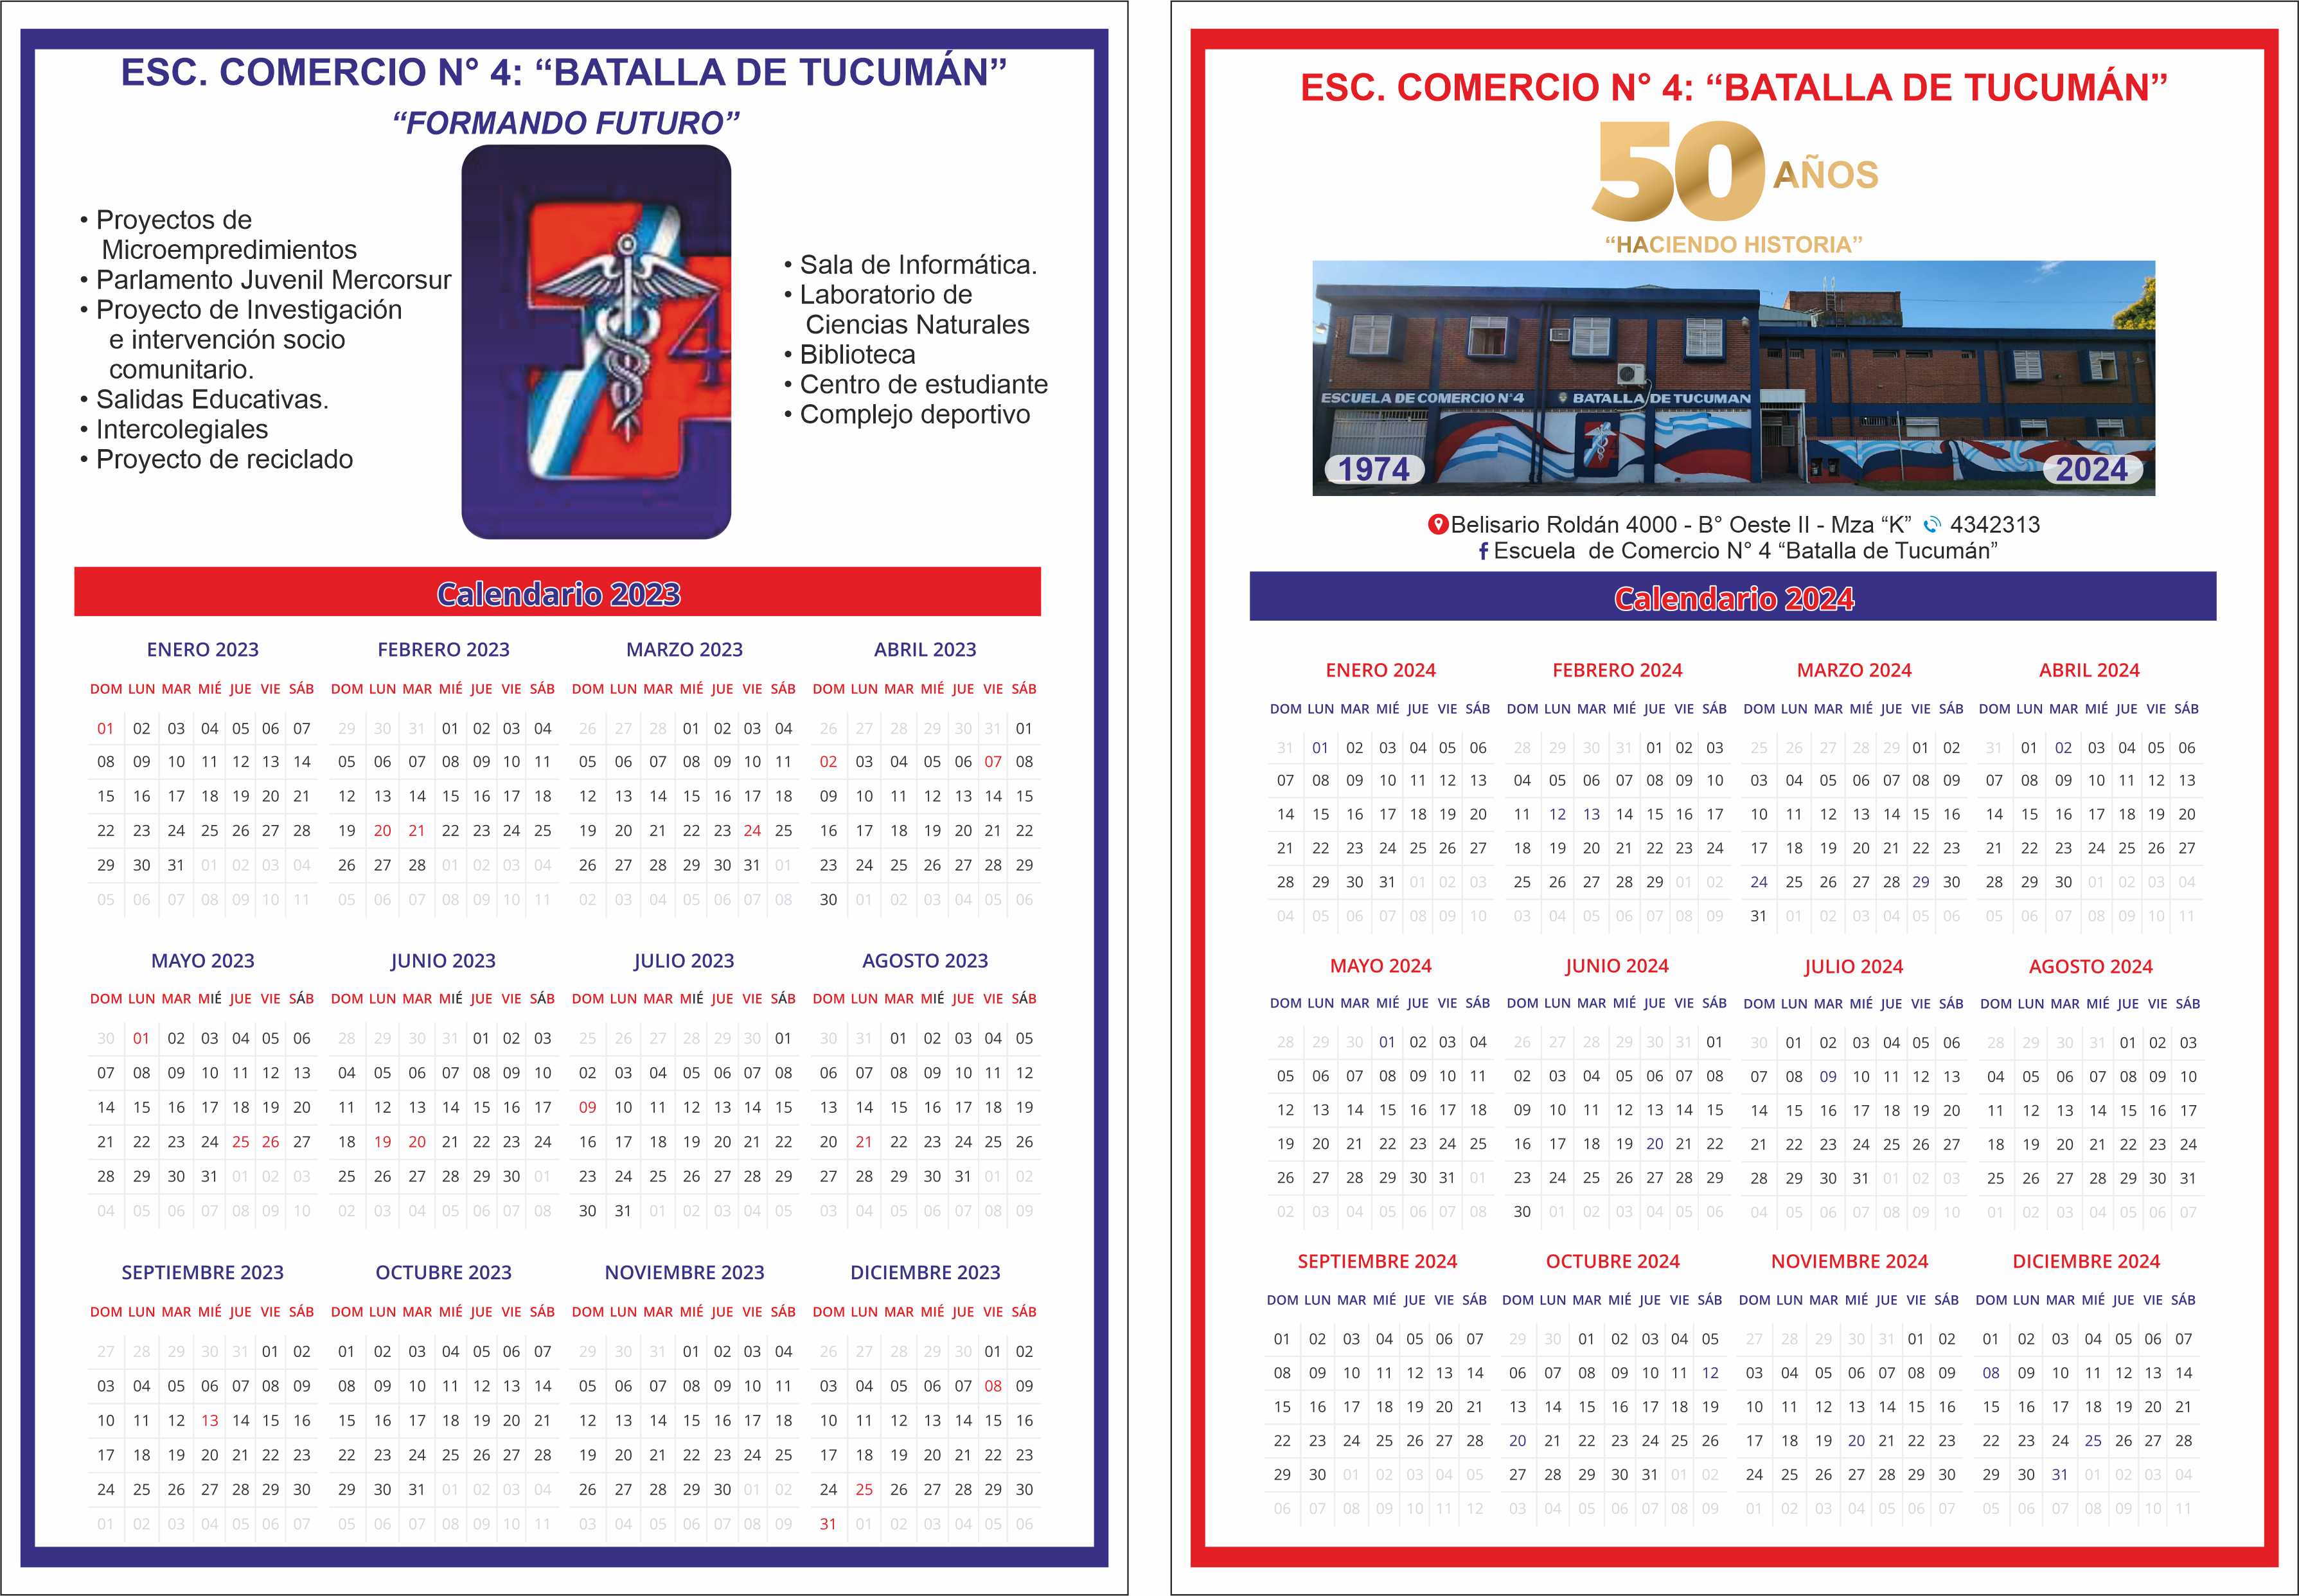 ESC. COMERCIO N° 4: “BATALLA DE TUCUMÁN”
“FORMANDO FUTURO”
• Proyectos de
Microempredimientos
• Parlamento Juvenil Mercorsur
• Proyecto de Investigación
e intervención socio
comunitario.
• Salidas Educativas.
• Intercolegiales
• Proyecto de reciclado
4
• Sala de Informática.
• Laboratorio de
Ciencias Naturales
• Biblioteca
• Centro de estudiante
• Complejo deportivo
Calendario 2023
ENERO 2023 FEBRERO 2023 MARZO 2023 ABRIL 2023
DOM LUN MAR MIÉ JUE VIE SÁB DOM LUN MAR MIÉ JUE VIE SÁB DOM LUN MAR MIÉ JUE VIE SÁB DOM LUN MAR MIÉ JUE VIE SÁB
01 02 03 04 05 06 07 29 30 31 01 02 03 04 26 27 28 01 02 03 04 26 27 28 29 30 31 01
08 09 10 11 12 13 14 05 06 07 08 09 10 11 05 06 07 08 09 10 11 02 03 04 05 06 07 08
15 16 17 18 19 20 21 12 13 14 15 16 17 18 12 13 14 15 16 17 18 09 10 11 12 13 14 15
22 23 24 25 26 27 28 19 20 21 22 23 24 25 19 20 21 22 23 24 25 16 17 18 19 20 21 22
29 30 31 01 02 03 04 26 27 28 01 02 03 04 26 27 28 29 30 31 01 23 24 25 26 27 28 29
05 06 07 08 09 10 11 05 06 07 08 09 10 11 02 03 04 05 06 07 08 30 01 02 03 04 05 06
MAYO 2023 JUNIO 2023 JULIO 2023 AGOSTO 2023
DOM LUN MAR MIÉ JUE VIE SÁB DOM LUN MAR MIÉ JUE VIE SÁB DOM LUN MAR MIÉ JUE VIE SÁB DOM LUN MAR MIÉ JUE VIE SÁB
30 01 02 03 04 05 06 28 29 30 31 01 02 03 25 26 27 28 29 30 01 30 31 01 02 03 04 05
07 08 09 10 11 12 13 04 05 06 07 08 09 10 02 03 04 05 06 07 08 06 07 08 09 10 11 12
14 15 16 17 18 19 20 11 12 13 14 15 16 17 09 10 11 12 13 14 15 13 14 15 16 17 18 19
21 22 23 24 25 26 27 18 19 20 21 22 23 24 16 17 18 19 20 21 22 20 21 22 23 24 25 26
28 29 30 31 01 02 03 25 26 27 28 29 30 01 23 24 25 26 27 28 29 27 28 29 30 31 01 02
04 05 06 07 08 09 10 02 03 04 05 06 07 08 30 31 01 02 03 04 05 03 04 05 06 07 08 09
SEPTIEMBRE 2023 OCTUBRE 2023 NOVIEMBRE 2023 DICIEMBRE 2023
DOM LUN MAR MIÉ JUE VIE SÁB DOM LUN MAR MIÉ JUE VIE SÁB DOM LUN MAR MIÉ JUE VIE SÁB DOM LUN MAR MIÉ JUE VIE SÁB
27 28 29 30 31 01 02 01 02 03 04 05 06 07 29 30 31 01 02 03 04 26 27 28 29 30 01 02
03 04 05 06 07 08 09 08 09 10 11 12 13 14 05 06 07 08 09 10 11 03 04 05 06 07 08 09
10 11 12 13 14 15 16 15 16 17 18 19 20 21 12 13 14 15 16 17 18 10 11 12 13 14 15 16
17 18 19 20 21 22 23 22 23 24 25 26 27 28 19 20 21 22 23 24 25 17 18 19 20 21 22 23
24 25 26 27 28 29 30 29 30 31 01 02 03 04 26 27 28 29 30 01 02 24 25 26 27 28 29 30
01 02 03 04 05 06 07 05 06 07 08 09 10 11 03 04 05 06 07 08 09 31 01 02 03 04 05 06
ESC. COMERCIO N° 4: “BATALLA DE TUCUMÁN”
50 AÑOS
“HACIENDO HISTORIA”
ESCUELA DE COMERCIO N°4 BATALLA DE TUCUMAN
1974 2024
Belisario Roldán 4000 - B° Oeste II - Mza “K” 4342313
Escuela de Comercio N° 4 “Batalla de Tucumán”
Calendario 2024
ENERO 2024 FEBRERO 2024 MARZO 2024 ABRIL 2024
DOM LUN MAR MIÉ JUE VIE SÁB DOM LUN MAR MIÉ JUE VIE SÁB DOM LUN MAR MIÉ JUE VIE SÁB DOM LUN MAR MIÉ JUE VIE SÁB
31 01 02 03 04 05 06 28 29 30 31 01 02 03 25 26 27 28 29 01 02 31 01 02 03 04 05 06
07 08 09 10 11 12 13 04 05 06 07 08 09 10 03 04 05 06 07 08 09 07 08 09 10 11 12 13
14 15 16 17 18 19 20 11 12 13 14 15 16 17 10 11 12 13 14 15 16 14 15 16 17 18 19 20
21 22 23 24 25 26 27 18 19 20 21 22 23 24 17 18 19 20 21 22 23 21 22 23 24 25 26 27
28 29 30 31 01 02 03 25 26 27 28 29 01 02 24 25 26 27 28 29 30 28 29 30 01 02 03 04
04 05 06 07 08 09 10 03 04 05 06 07 08 09 31 01 02 03 04 05 06 05 06 07 08 09 10 11
MAYO 2024 JUNIO 2024 JULIO 2024 AGOSTO 2024
DOM LUN MAR MIÉ JUE VIE SÁB DOM LUN MAR MIÉ JUE VIE SÁB DOM LUN MAR MIÉ JUE VIE SÁB DOM LUN MAR MIÉ JUE VIE SÁB
28 29 30 01 02 03 04 26 27 28 29 30 31 01 30 01 02 03 04 05 06 28 29 30 31 01 02 03
05 06 07 08 09 10 11 02 03 04 05 06 07 08 07 08 09 10 11 12 13 04 05 06 07 08 09 10
12 13 14 15 16 17 18 09 10 11 12 13 14 15 14 15 16 17 18 19 20 11 12 13 14 15 16 17
19 20 21 22 23 24 25 16 17 18 19 20 21 22 21 22 23 24 25 26 27 18 19 20 21 22 23 24
26 27 28 29 30 31 01 23 24 25 26 27 28 29 28 29 30 31 01 02 03 25 26 27 28 29 30 31
02 03 04 05 06 07 08 30 01 02 03 04 05 06 04 05 06 07 08 09 10 01 02 03 04 05 06 07
SEPTIEMBRE 2024 OCTUBRE 2024 NOVIEMBRE 2024 DICIEMBRE 2024
DOM LUN MAR MIÉ JUE VIE SÁB DOM LUN MAR MIÉ JUE VIE SÁB DOM LUN MAR MIÉ JUE VIE SÁB DOM LUN MAR MIÉ JUE VIE SÁB
01 02 03 04 05 06 07 29 30 01 02 03 04 05 27 28 29 30 31 01 02 01 02 03 04 05 06 07
08 09 10 11 12 13 14 06 07 08 09 10 11 12 03 04 05 06 07 08 09 08 09 10 11 12 13 14
15 16 17 18 19 20 21 13 14 15 16 17 18 19 10 11 12 13 14 15 16 15 16 17 18 19 20 21
22 23 24 25 26 27 28 20 21 22 23 24 25 26 17 18 19 20 21 22 23 22 23 24 25 26 27 28
29 30 01 02 03 04 05 27 28 29 30 31 01 02 24 25 26 27 28 29 30 29 30 31 01 02 03 04
06 07 08 09 10 11 12 03 04 05 06 07 08 09 01 02 03 04 05 06 07 05 06 07 08 09 10 11